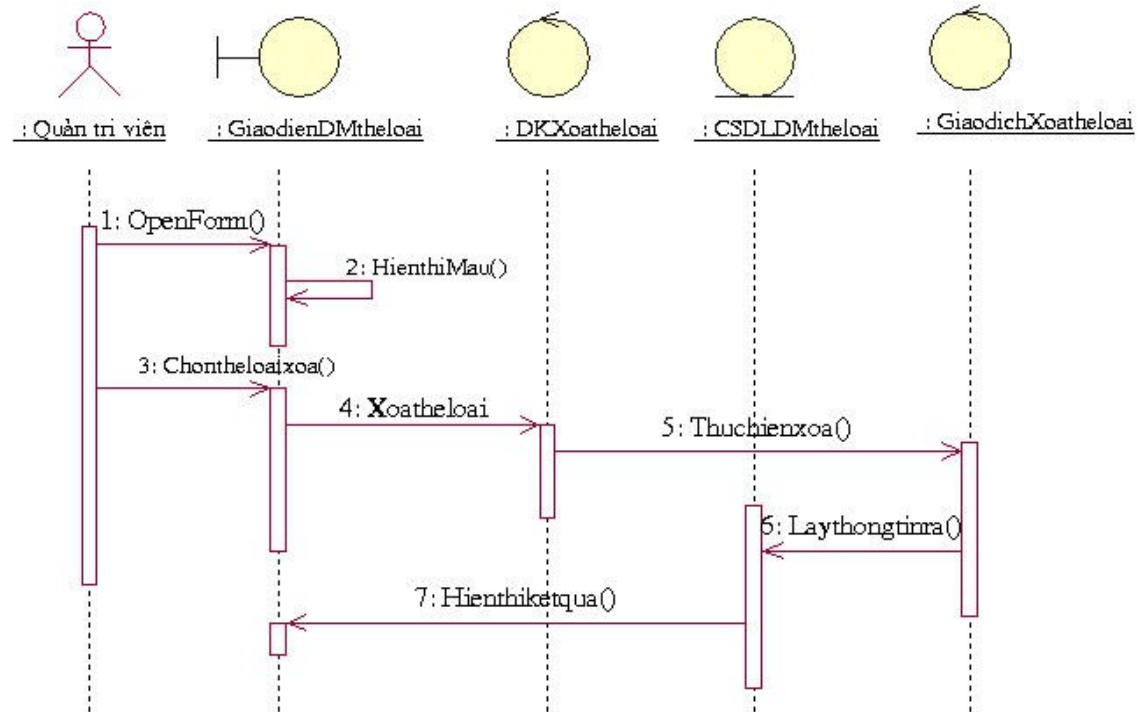 : Quản trị viên
: GiaodienDMtheloai
: DKXoatheloai
: CSDLDMtheloai
: GiaodichXoatheloai
1: OpenForm()
2: HienthiMau()
3: Chontheloaixoa()
4: Xoatheloai
5: Thuchienxoa()
6: Laythongtinra()
7: Hienthiketqua()